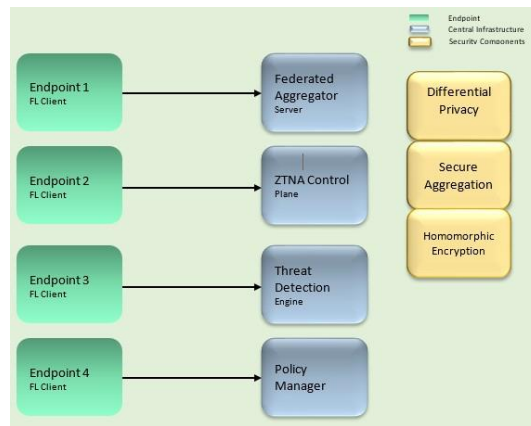 Endpoint
Central Infrastructure
Security Components
Endpoint 1
FL Client
Federated
Aggregator
Server
Differential
Privacy
Endpoint 2
FL Client
ZTNA Control
Plane
Secure
Aggregation
Homomorphic
Encryption
Endpoint 3
FL Client
Threat
Detection
Engine
Endpoint 4
FL Client
Policy
Manager